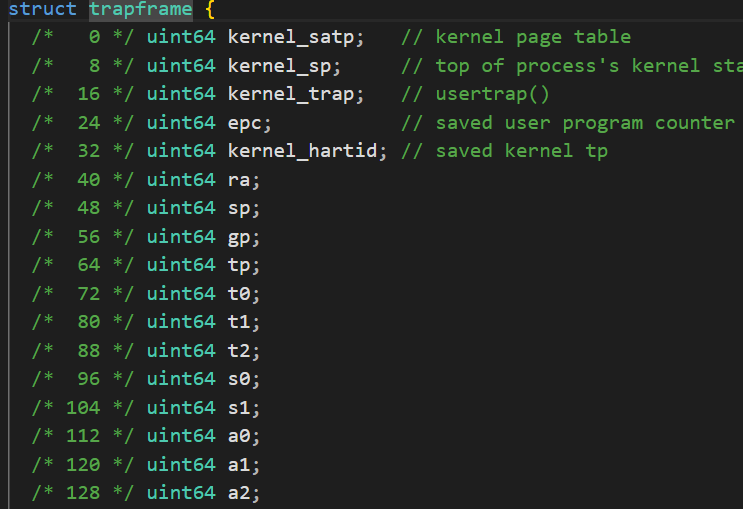 struct trapframe {
/*   0 */ uint64 kernel_satp;   // kernel page table
/*   8 */ uint64 kernel_sp;     // top of process's kernel sta
/*  16 */ uint64 kernel_trap;   // usertrap()
/*  24 */ uint64 epc;           // saved user program counter
/*  32 */ uint64 kernel_hartid; // saved kernel tp
/*  40 */ uint64 ra;
/*  48 */ uint64 sp;
/*  56 */ uint64 gp;
/*  64 */ uint64 tp;
/*  72 */ uint64 t0;
/*  80 */ uint64 t1;
/*  88 */ uint64 t2;
/*  96 */ uint64 s0;
/* 104 */ uint64 s1;
/* 112 */ uint64 a0;
/* 120 */ uint64 a1;
/* 128 */ uint64 a2;